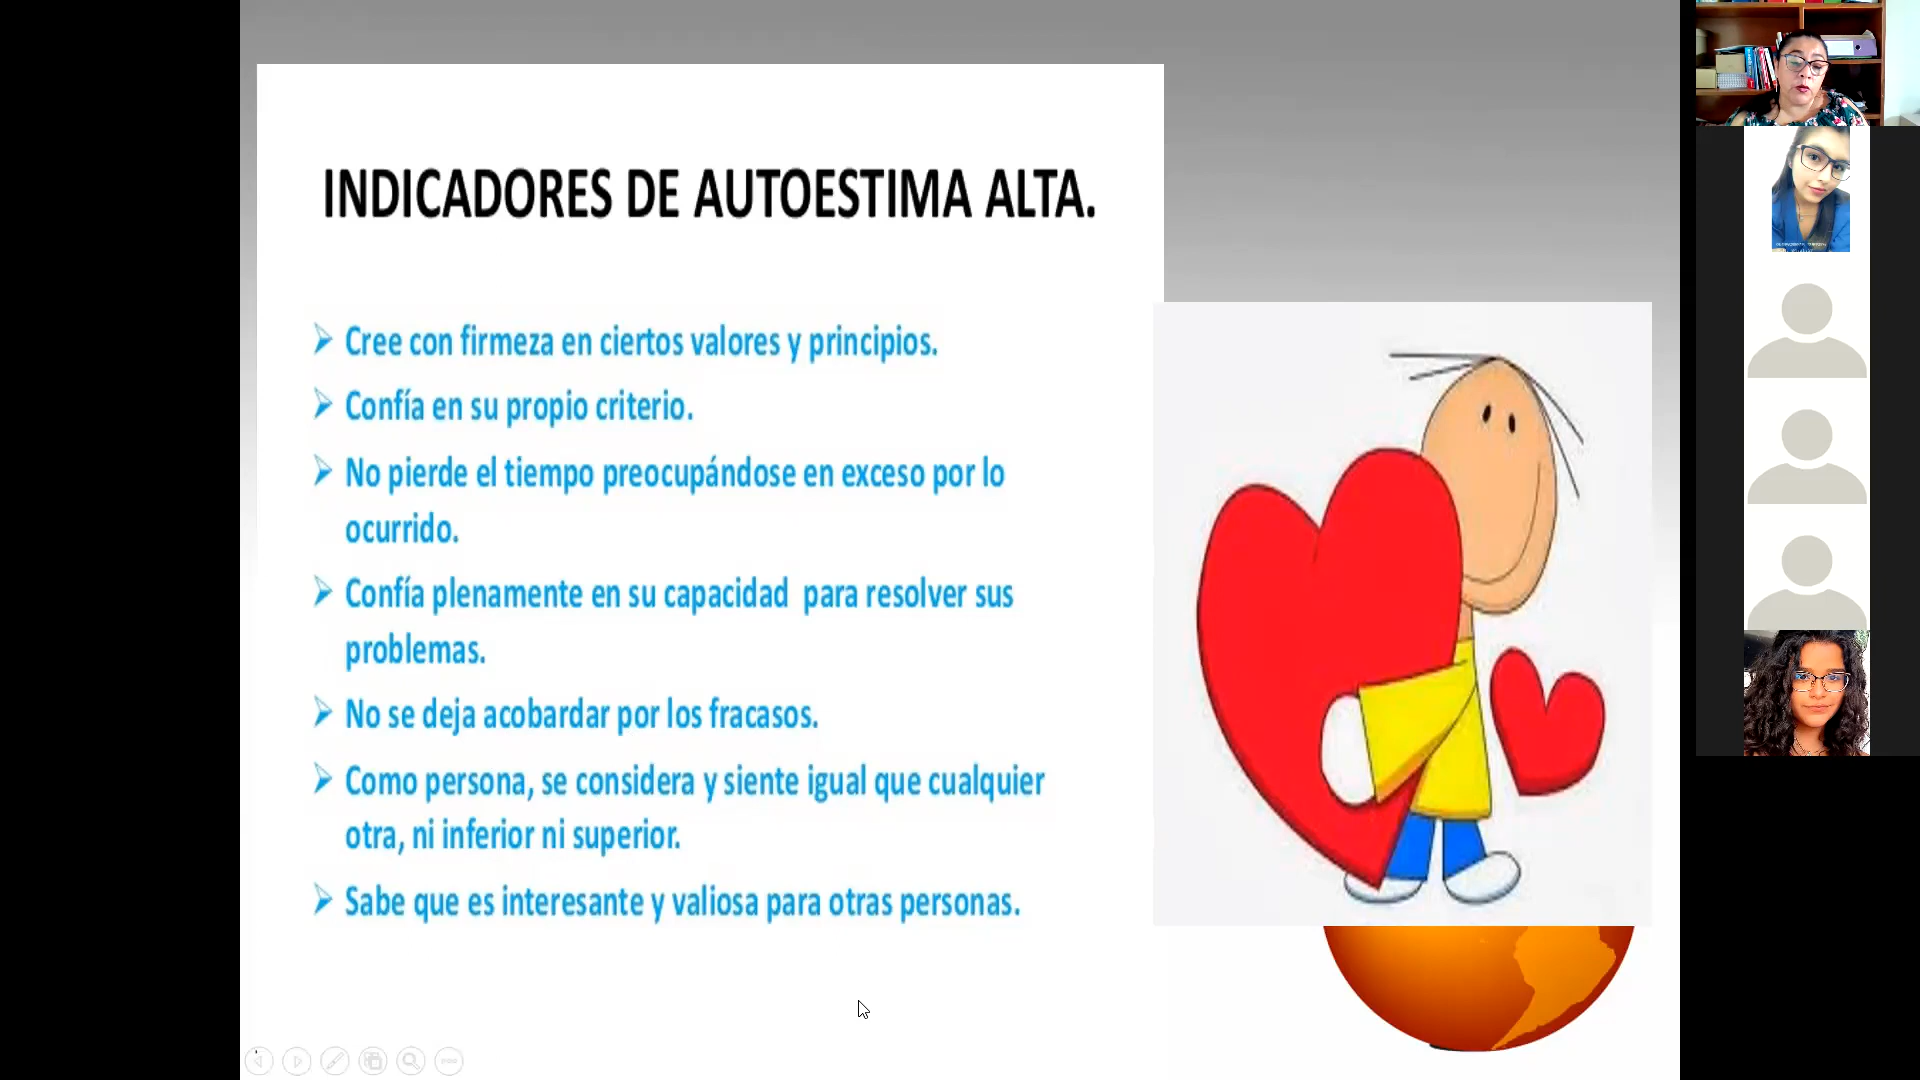 INDICADORES DE AUTOESTIMA ALTA.
Cree con firmeza en ciertos valores y principios.
Confía en su propio criterio.
No pierde el tiempo preocupándose en exceso por lo
ocurrido.
Confía plenamente en su capacidad para resolver sus
problemas.
No se deja acobardar por los fracasos.
Como persona, se considera y siente igual que cualquier
otra, ni inferior ni superior.
Sabe que es interesante y valiosa para otras personas.